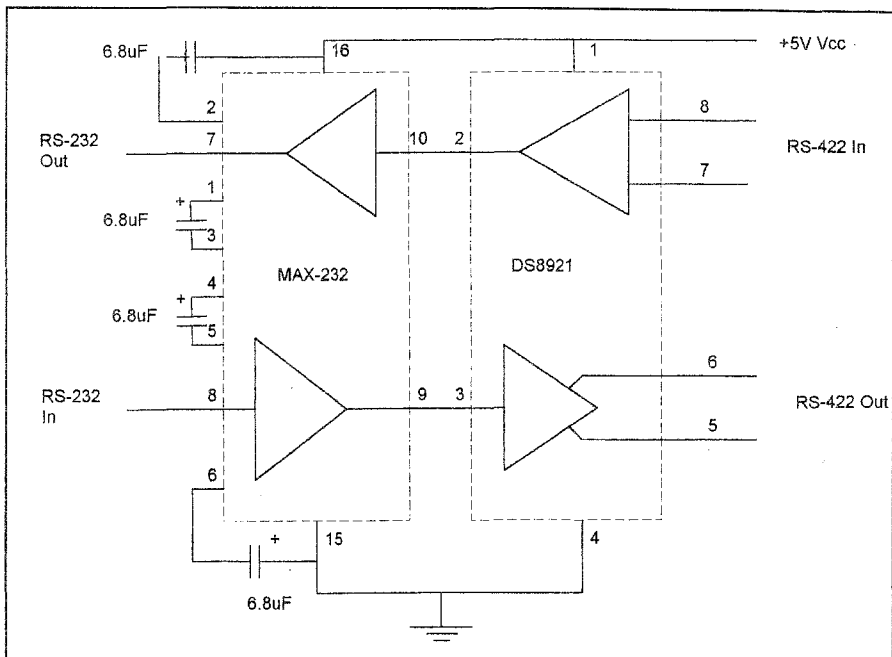 6.8uF
16
1
+5V Vcc
2
8
RS-232
Out
7
10
2
RS-422 In
7
1
+
6.8uF
3
MAX-232
DS8921
4
+
6.8uF
5
6
RS-232
In
8
9
3
RS-422 Out
5
6
+
15
4
6.8uF